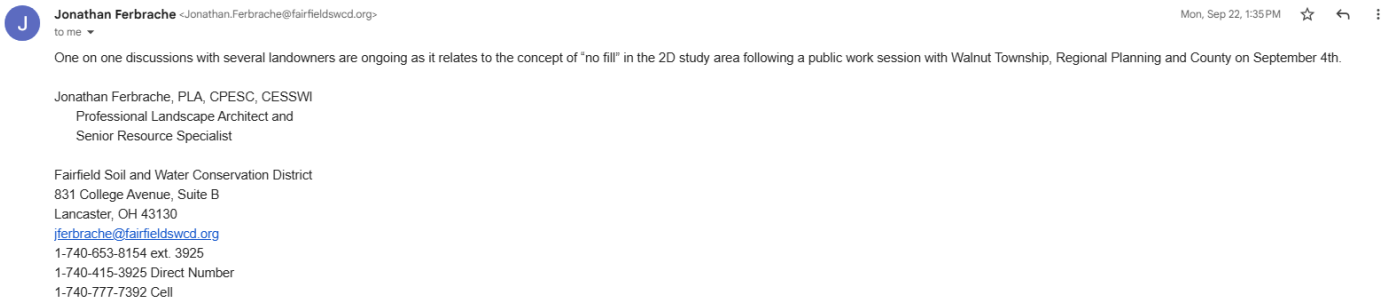 J
Jonathan Ferbrache <Jonathan.Ferbrache@fairfieldswcd.org>
Mon, Sep 22, 1:35 PM
to me
One on one discussions with several landowners are ongoing as it relates to the concept of “no fill” in the 2D study area following a public work session with Walnut Township, Regional Planning and County on September 4th.
Jonathan Ferbrache, PLA, CPESC, CESSWI
Professional Landscape Architect and
Senior Resource Specialist
Fairfield Soil and Water Conservation District
831 College Avenue, Suite B
Lancaster, OH 43130
jferbrache@fairfieldswcd.org
1-740-653-8154 ext. 3925
1-740-415-3925 Direct Number
1-740-777-7392 Cell